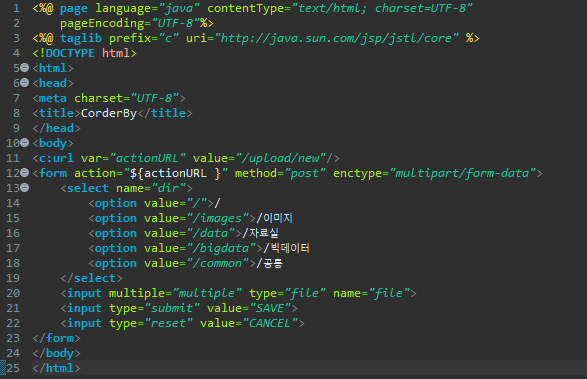 1 <%@ page language="java" contentType="text/html; charset=UTF-8"
2     pageEncoding="UTF-8"%>
3 <%@ taglib prefix="c" uri="http://java.sun.com/jsp/jstl/core" %>
4 <!DOCTYPE html>
5 <html>
6 <head>
7 <meta charset="UTF-8">
8 <title>CorderBy</title>
9 </head>
10 <body>
11 <c:url var="actionURL" value="/upload/new"/>
12 <form action="${actionURL }" method="post" enctype="multipart/form-data">
13     <select name="dir">
14         <option value="/">/
15         <option value="/images">/이미지
16         <option value="/data">/자료실
17         <option value="/bigdata">/빅데이터
18         <option value="/common">/공통
19     </select>
20     <input multiple="multiple" type="file" name="file">
21     <input type="submit" value="SAVE">
22     <input type="reset" value="CANCEL">
23 </form>
24 </body>
25 </html>